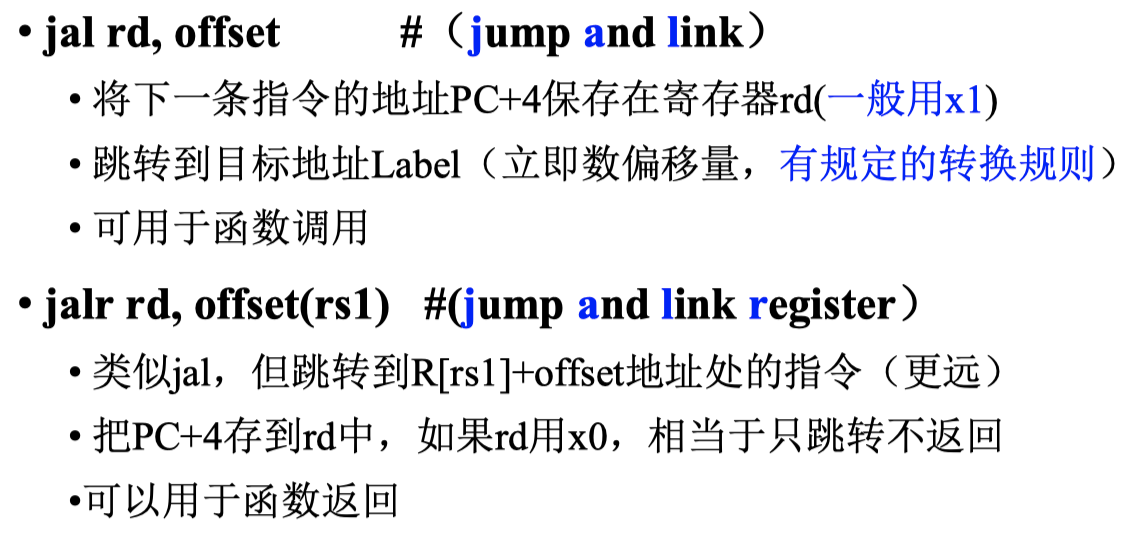 • jal rd, offset #（jump and link）
• 将下一条指令的地址PC+4保存在寄存器rd(一般用x1)
• 跳转到目标地址Label（立即数偏移量，有规定的转换规则）
• 可用于函数调用
• jalr rd, offset(rs1) #(jump and link register）
• 类似jal，但跳转到R[rs1]+offset地址处的指令（更远）
• 把PC+4存到rd中，如果rd用x0，相当于只跳转不返回
•可以用于函数返回